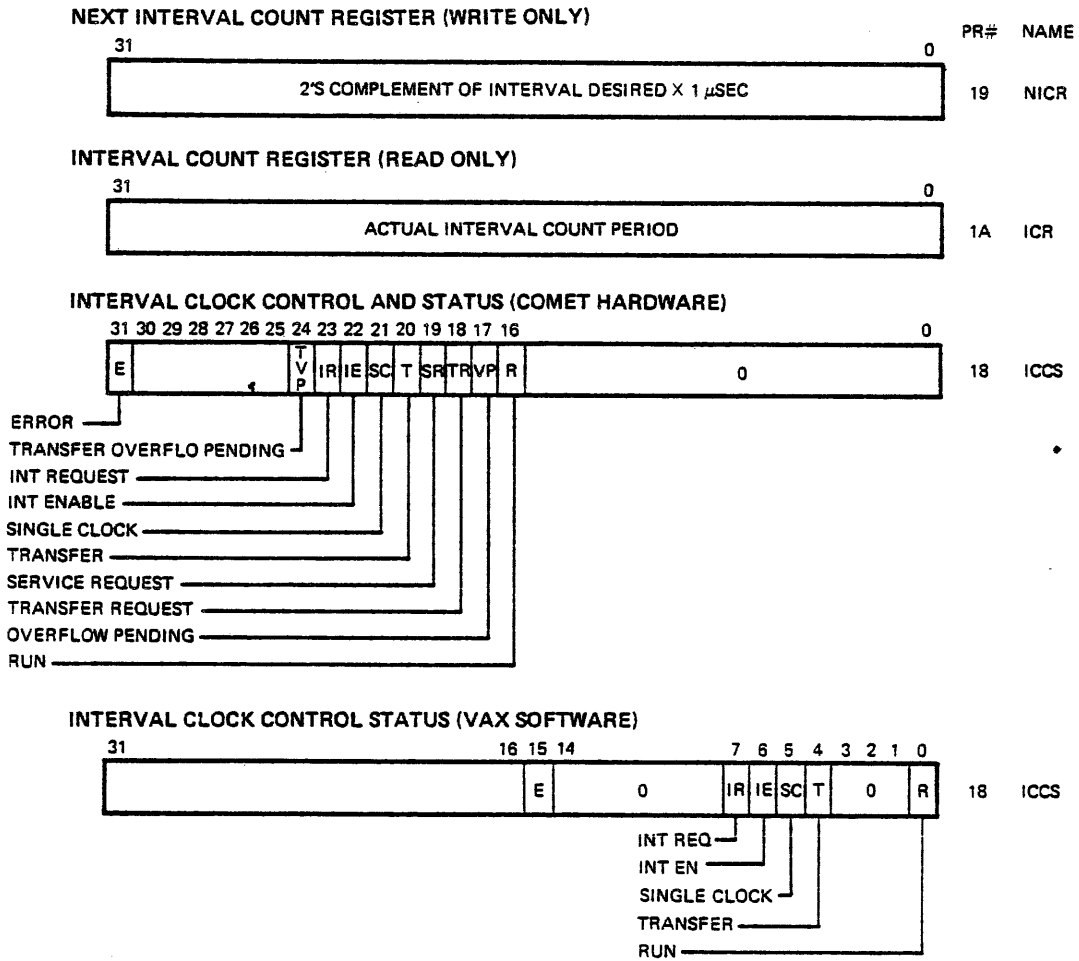 NEXT INTERVAL COUNT REGISTER (WRITE ONLY)
PR# NAME
31 0
2'S COMPLEMENT OF INTERVAL DESIRED X 1 µSEC 19 NICR
INTERVAL COUNT REGISTER (READ ONLY)
31 0
ACTUAL INTERVAL COUNT PERIOD 1A ICR
INTERVAL CLOCK CONTROL AND STATUS (COMET HARDWARE)
31 30 29 28 27 26 25 24 23 22 21 20 19 18 17 16 0
E TVP IR IE SC T SR TR VP R 0 18 ICCS
ERROR
TRANSFER OVERFLO PENDING
INT REQUEST
INT ENABLE
SINGLE CLOCK
TRANSFER
SERVICE REQUEST
TRANSFER REQUEST
OVERFLOW PENDING
RUN
INTERVAL CLOCK CONTROL STATUS (VAX SOFTWARE)
31 16 15 14 7 6 5 4 3 2 1 0
E 0 IR IE SC T 0 R 18 ICCS
INT REQ
INT EN
SINGLE CLOCK
TRANSFER
RUN